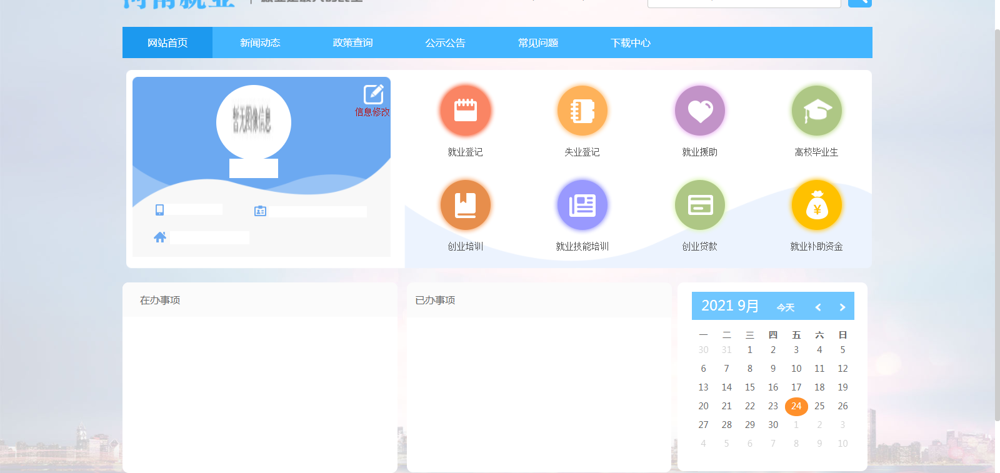 河南就业
网站首页 新闻动态 政策查询 公示公告 常见问题 下载中心
暂无图像信息
信息修改
就业登记 失业登记 就业援助 高校毕业生
¥
创业培训 就业技能培训 创业贷款 就业补助资金
在办事项
已办事项
2021 9月 今天
一 二 三 四 五 六 日
30 31 1 2 3 4 5
6 7 8 9 10 11 12
13 14 15 16 17 18 19
20 21 22 23 24 25 26
27 28 29 30 1 2 3
4 5 6 7 8 9 10